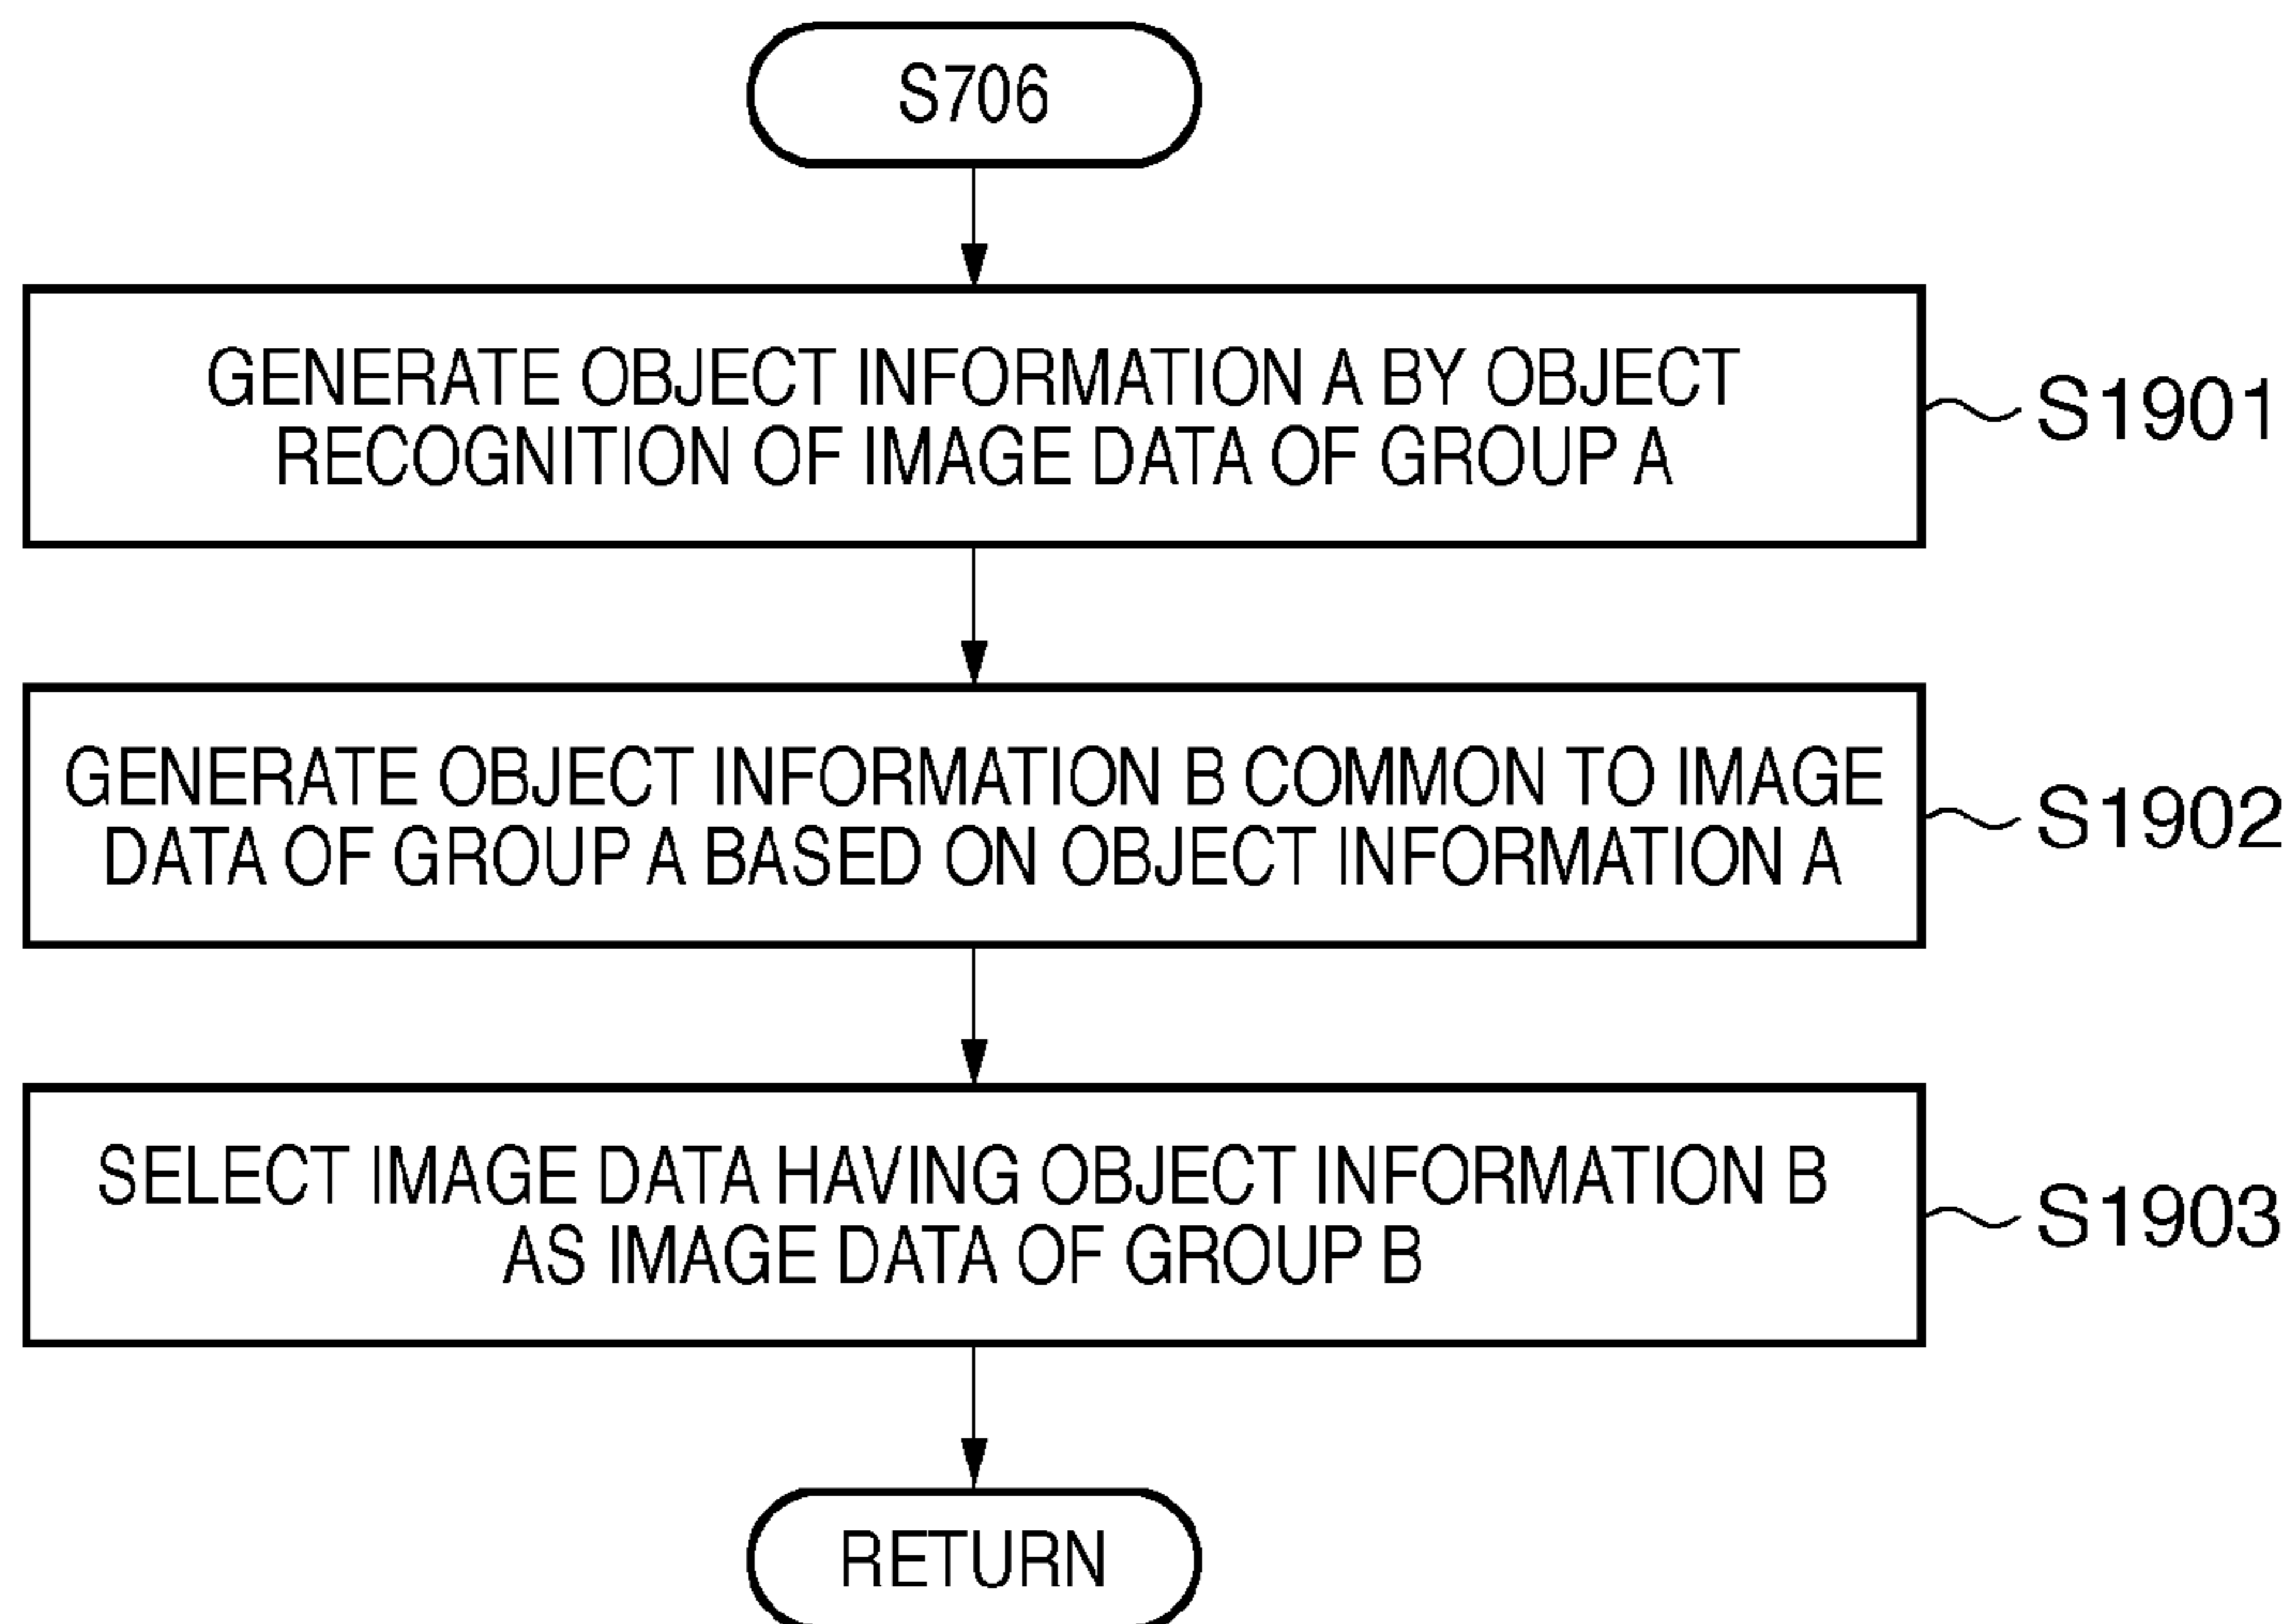 S706
GENERATE OBJECT INFORMATION A BY OBJECT
RECOGNITION OF IMAGE DATA OF GROUP A
S1901
GENERATE OBJECT INFORMATION B COMMON TO IMAGE
DATA OF GROUP A BASED ON OBJECT INFORMATION A
S1902
SELECT IMAGE DATA HAVING OBJECT INFORMATION B
AS IMAGE DATA OF GROUP B
S1903
RETURN